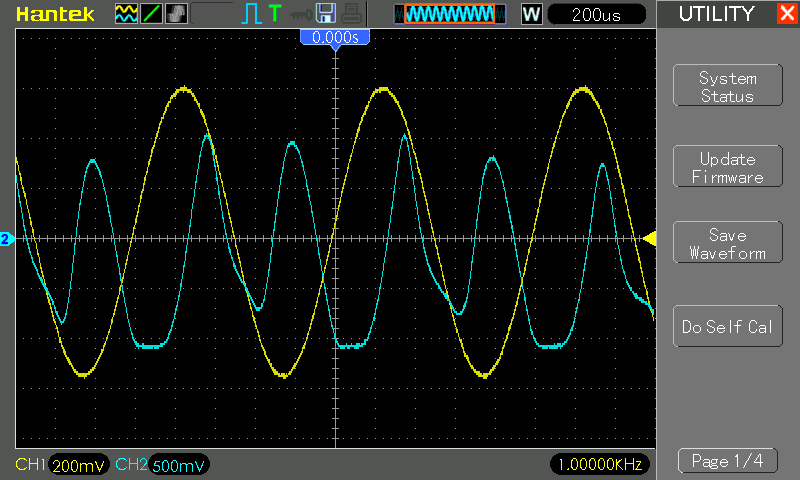 Hantek
T
W
200us
UTILITY
0.000s
System
Status
Update
Firmware
2
Save
Waveform
Do Self Cal
CH1 200mV CH2 500mV
1.00000KHz
Page 1/4